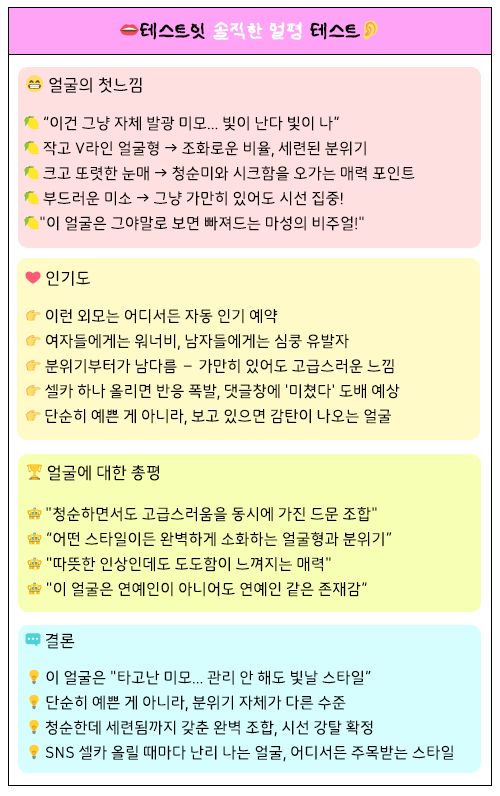 테스트잇 솔직한 얼평 테스트
얼굴의 첫느낌
“이건 그냥 자체 발광 미모... 빛이 난다 빛이 나”
작고 V라인 얼굴형 → 조화로운 비율, 세련된 분위기
크고 또렷한 눈매 → 청순미와 시크함을 오가는 매력 포인트
부드러운 미소 → 그냥 가만히 있어도 시선 집중!
"이 얼굴은 그야말로 보면 빠져드는 마성의 비주얼!"
인기도
이런 외모는 어디서든 자동 인기 예약
여자들에게는 워너비, 남자들에게는 심쿵 유발자
분위기부터가 남다름 – 가만히 있어도 고급스러운 느낌
셀카 하나 올리면 반응 폭발, 댓글창에 '미쳤다' 도배 예상
단순히 예쁜 게 아니라, 보고 있으면 감탄이 나오는 얼굴
얼굴에 대한 총평
"청순하면서도 고급스러움을 동시에 가진 드문 조합"
“어떤 스타일이든 완벽하게 소화하는 얼굴형과 분위기”
"따뜻한 인상인데도 도도함이 느껴지는 매력"
"이 얼굴은 연예인이 아니어도 연예인 같은 존재감”
결론
이 얼굴은 "타고난 미모... 관리 안 해도 빛날 스타일”
단순히 예쁜 게 아니라, 분위기 자체가 다른 수준
청순한데 세련됨까지 갖춘 완벽 조합, 시선 강탈 확정
SNS 셀카 올릴 때마다 난리 나는 얼굴, 어디서든 주목받는 스타일